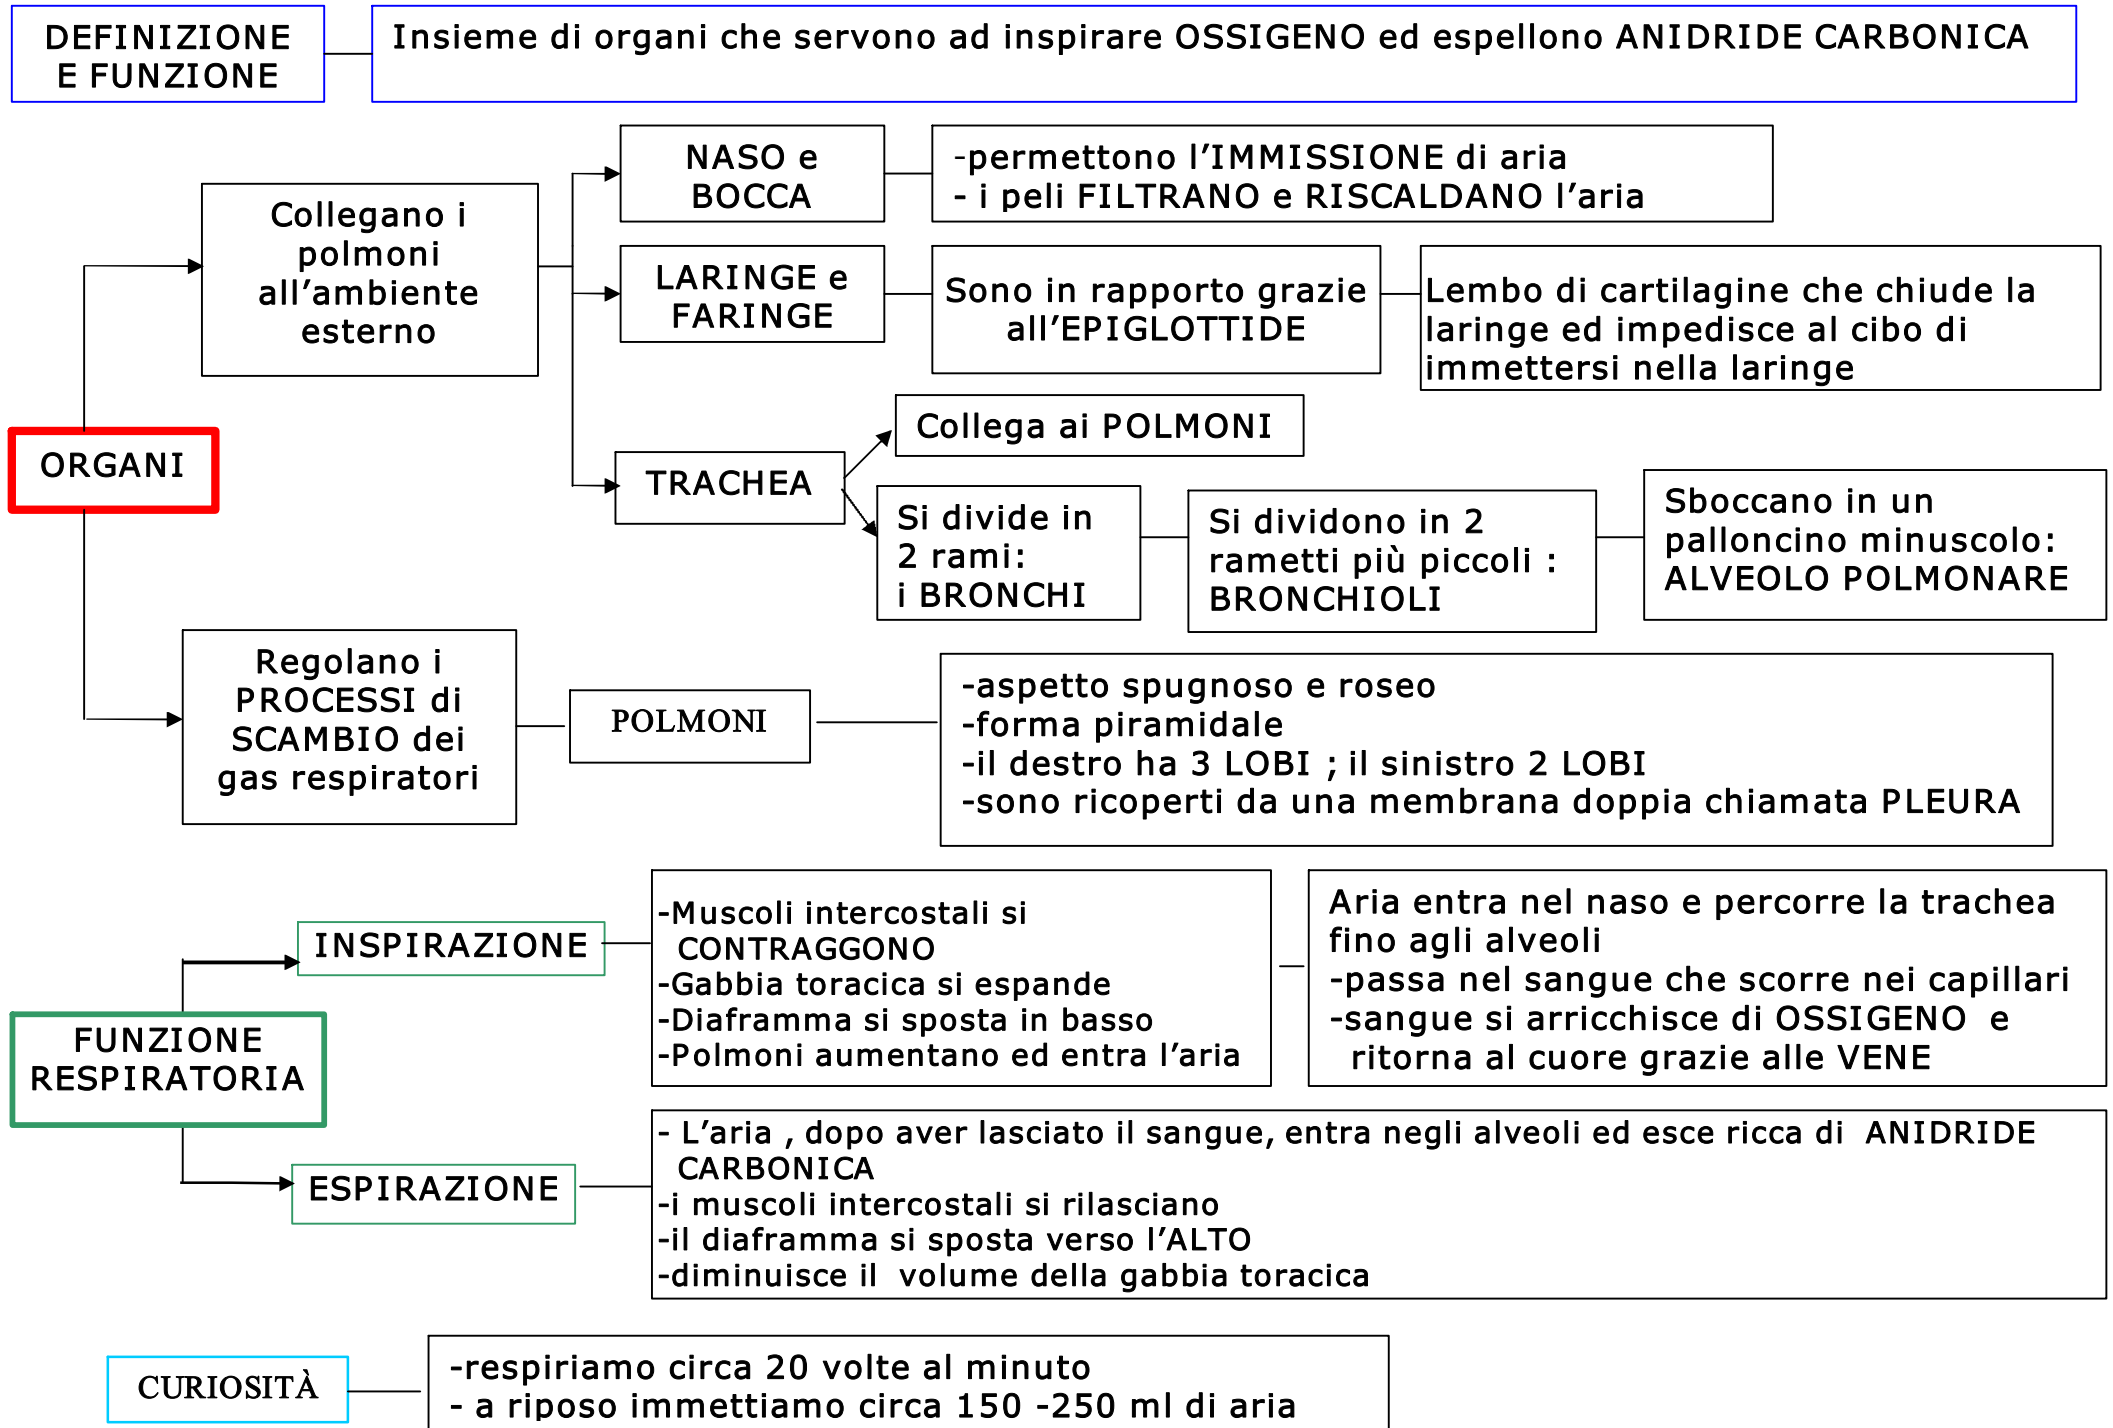 DEFINIZIONE
E FUNZIONE
Insieme di organi che servono ad inspirare OSSIGENO ed espellono ANIDRIDE CARBONICA
NASO e
BOCCA
-permettono l’IMMISSIONE di aria
- i peli FILTRANO e RISCALDANO l’aria
Collegano i
polmoni
all’ambiente
esterno
LARINGE e
FARINGE
Sono in rapporto grazie
all’EPIGLOTTIDE
Lembo di cartilagine che chiude la
laringe ed impedisce al cibo di
immettersi nella laringe
ORGANI
TRACHEA
Collega ai POLMONI
Si divide in
2 rami:
i BRONCHI
Si dividono in 2
rametti più piccoli :
BRONCHIOLI
Sboccano in un
palloncino minuscolo:
ALVEOLO POLMONARE
Regolano i
PROCESSI di
SCAMBIO dei
gas respiratori
POLMONI
-aspetto spugnoso e roseo
-forma piramidale
-il destro ha 3 LOBI ; il sinistro 2 LOBI
-sono ricoperti da una membrana doppia chiamata PLEURA
FUNZIONE
RESPIRATORIA
INSPIRAZIONE
-Muscoli intercostali si
CONTRAGGONO
-Gabbia toracica si espande
-Diaframma si sposta in basso
-Polmoni aumentano ed entra l’aria
Aria entra nel naso e percorre la trachea
fino agli alveoli
-passa nel sangue che scorre nei capillari
-sangue si arricchisce di OSSIGENO e
ritorna al cuore grazie alle VENE
ESPIRAZIONE
- L’aria , dopo aver lasciato il sangue, entra negli alveoli ed esce ricca di ANIDRIDE
CARBONICA
-i muscoli intercostali si rilasciano
-il diaframma si sposta verso l’ALTO
-diminuisce il volume della gabbia toracica
CURIOSITÀ
-respiriamo circa 20 volte al minuto
- a riposo immettiamo circa 150 -250 ml di aria